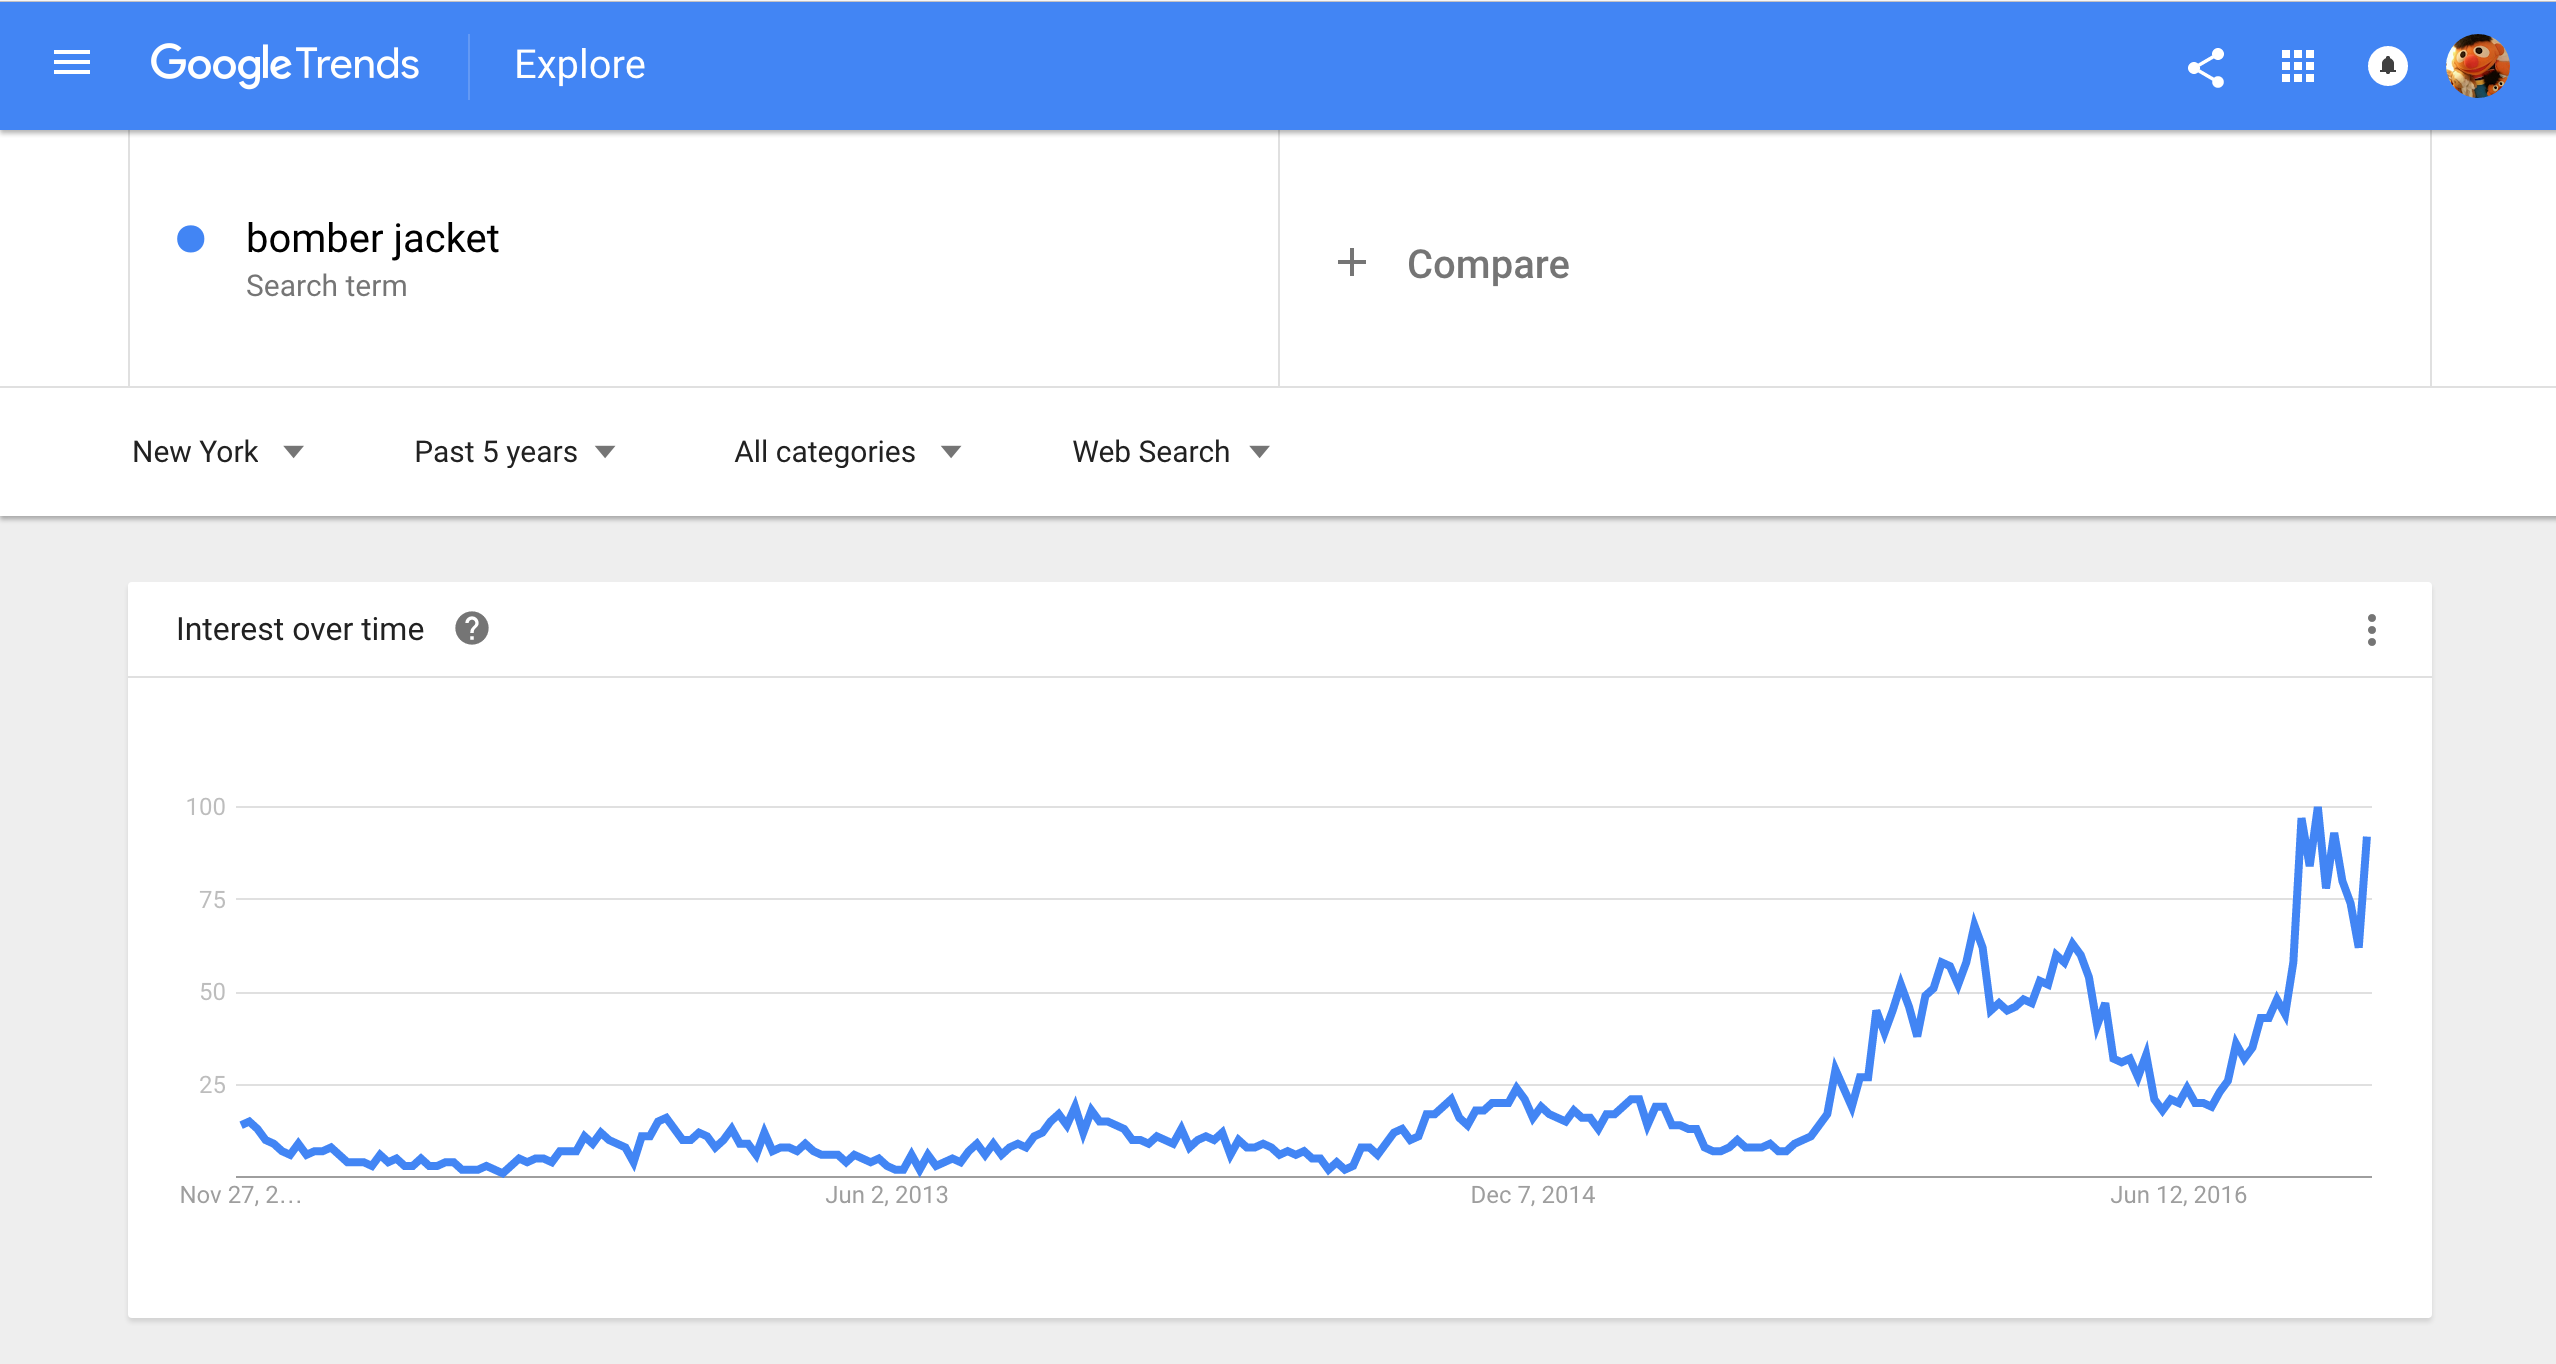 Google Trends Explore
bomber jacket
Search term
+ Compare
New York Past 5 years All categories Web Search
Interest over time ?
100
75
50
25
Nov 27, 2... Jun 2, 2013 Dec 7, 2014 Jun 12, 2016